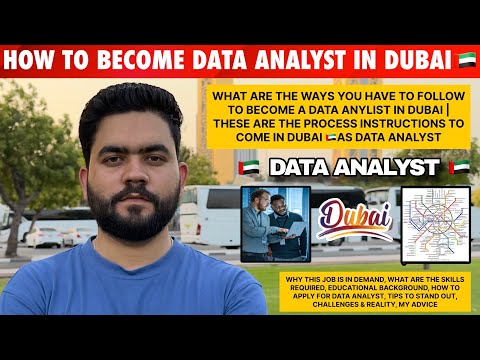 HOW TO BECOME DATA ANALYST IN DUBAI
WHAT ARE THE WAYS YOU HAVE TO FOLLOW
TO BECOME A DATA ANYLIST IN DUBAI |
THESE ARE THE PROCESS INSTRUCTIONS TO
COME IN DUBAI 🇦🇪AS DATA ANALYST
DATA ANALYST
Dubai
WHY THIS JOB IS IN DEMAND, WHAT ARE THE SKILLS
REQUIRED, EDUCATIONAL BACKGROUND, HOW TO
APPLY FOR DATA ANALYST, TIPS TO STAND OUT,
CHALLENGES & REALITY, MY ADVICE